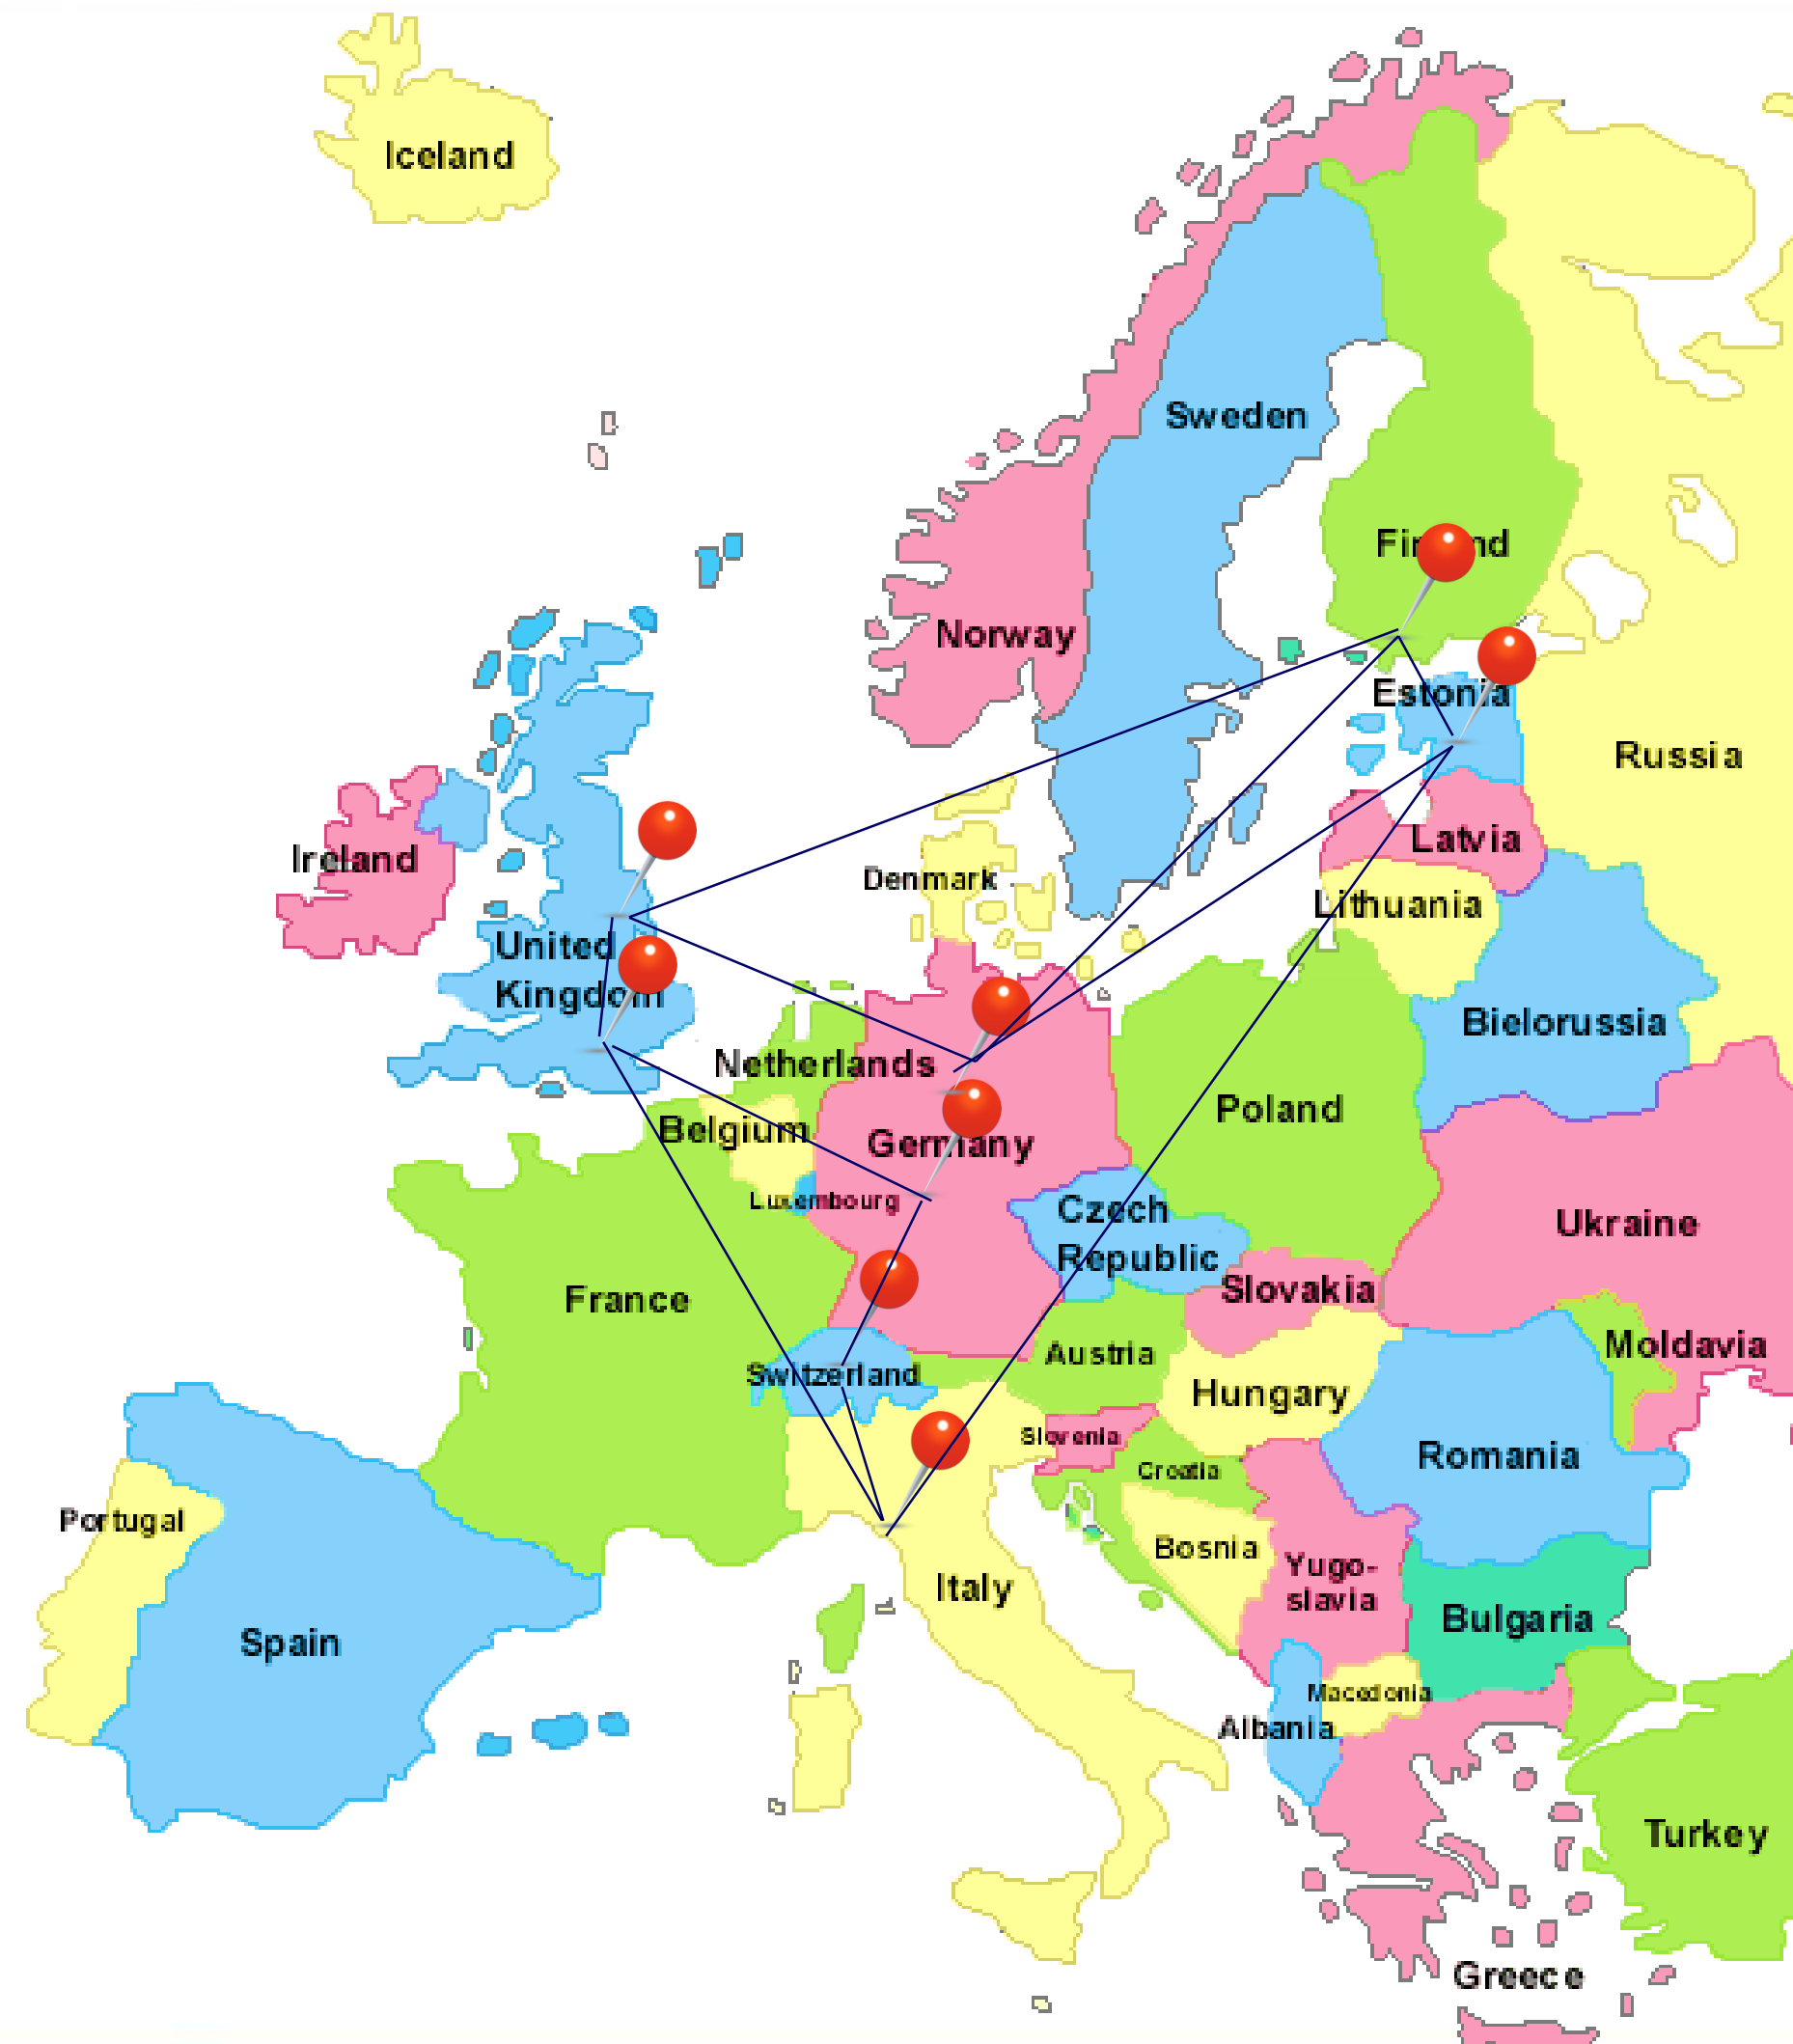 Iceland
Sweden
Finland
Norway
Estonia
Russia
Latvia
Ireland
Denmark
Lithuania
United
Kingdom
Bielorussia
Netherlands
Belgium
Germany
Poland
Luxembourg
Czech
Republic
Ukraine
France
Slovakia
Switzerland
Austria
Moldavia
Hungary
Slovenia
Croatia
Romania
Portugal
Bosnia
Yugo-
slavia
Italy
Bulgaria
Spain
Macedonia
Albania
Turkey
Greece